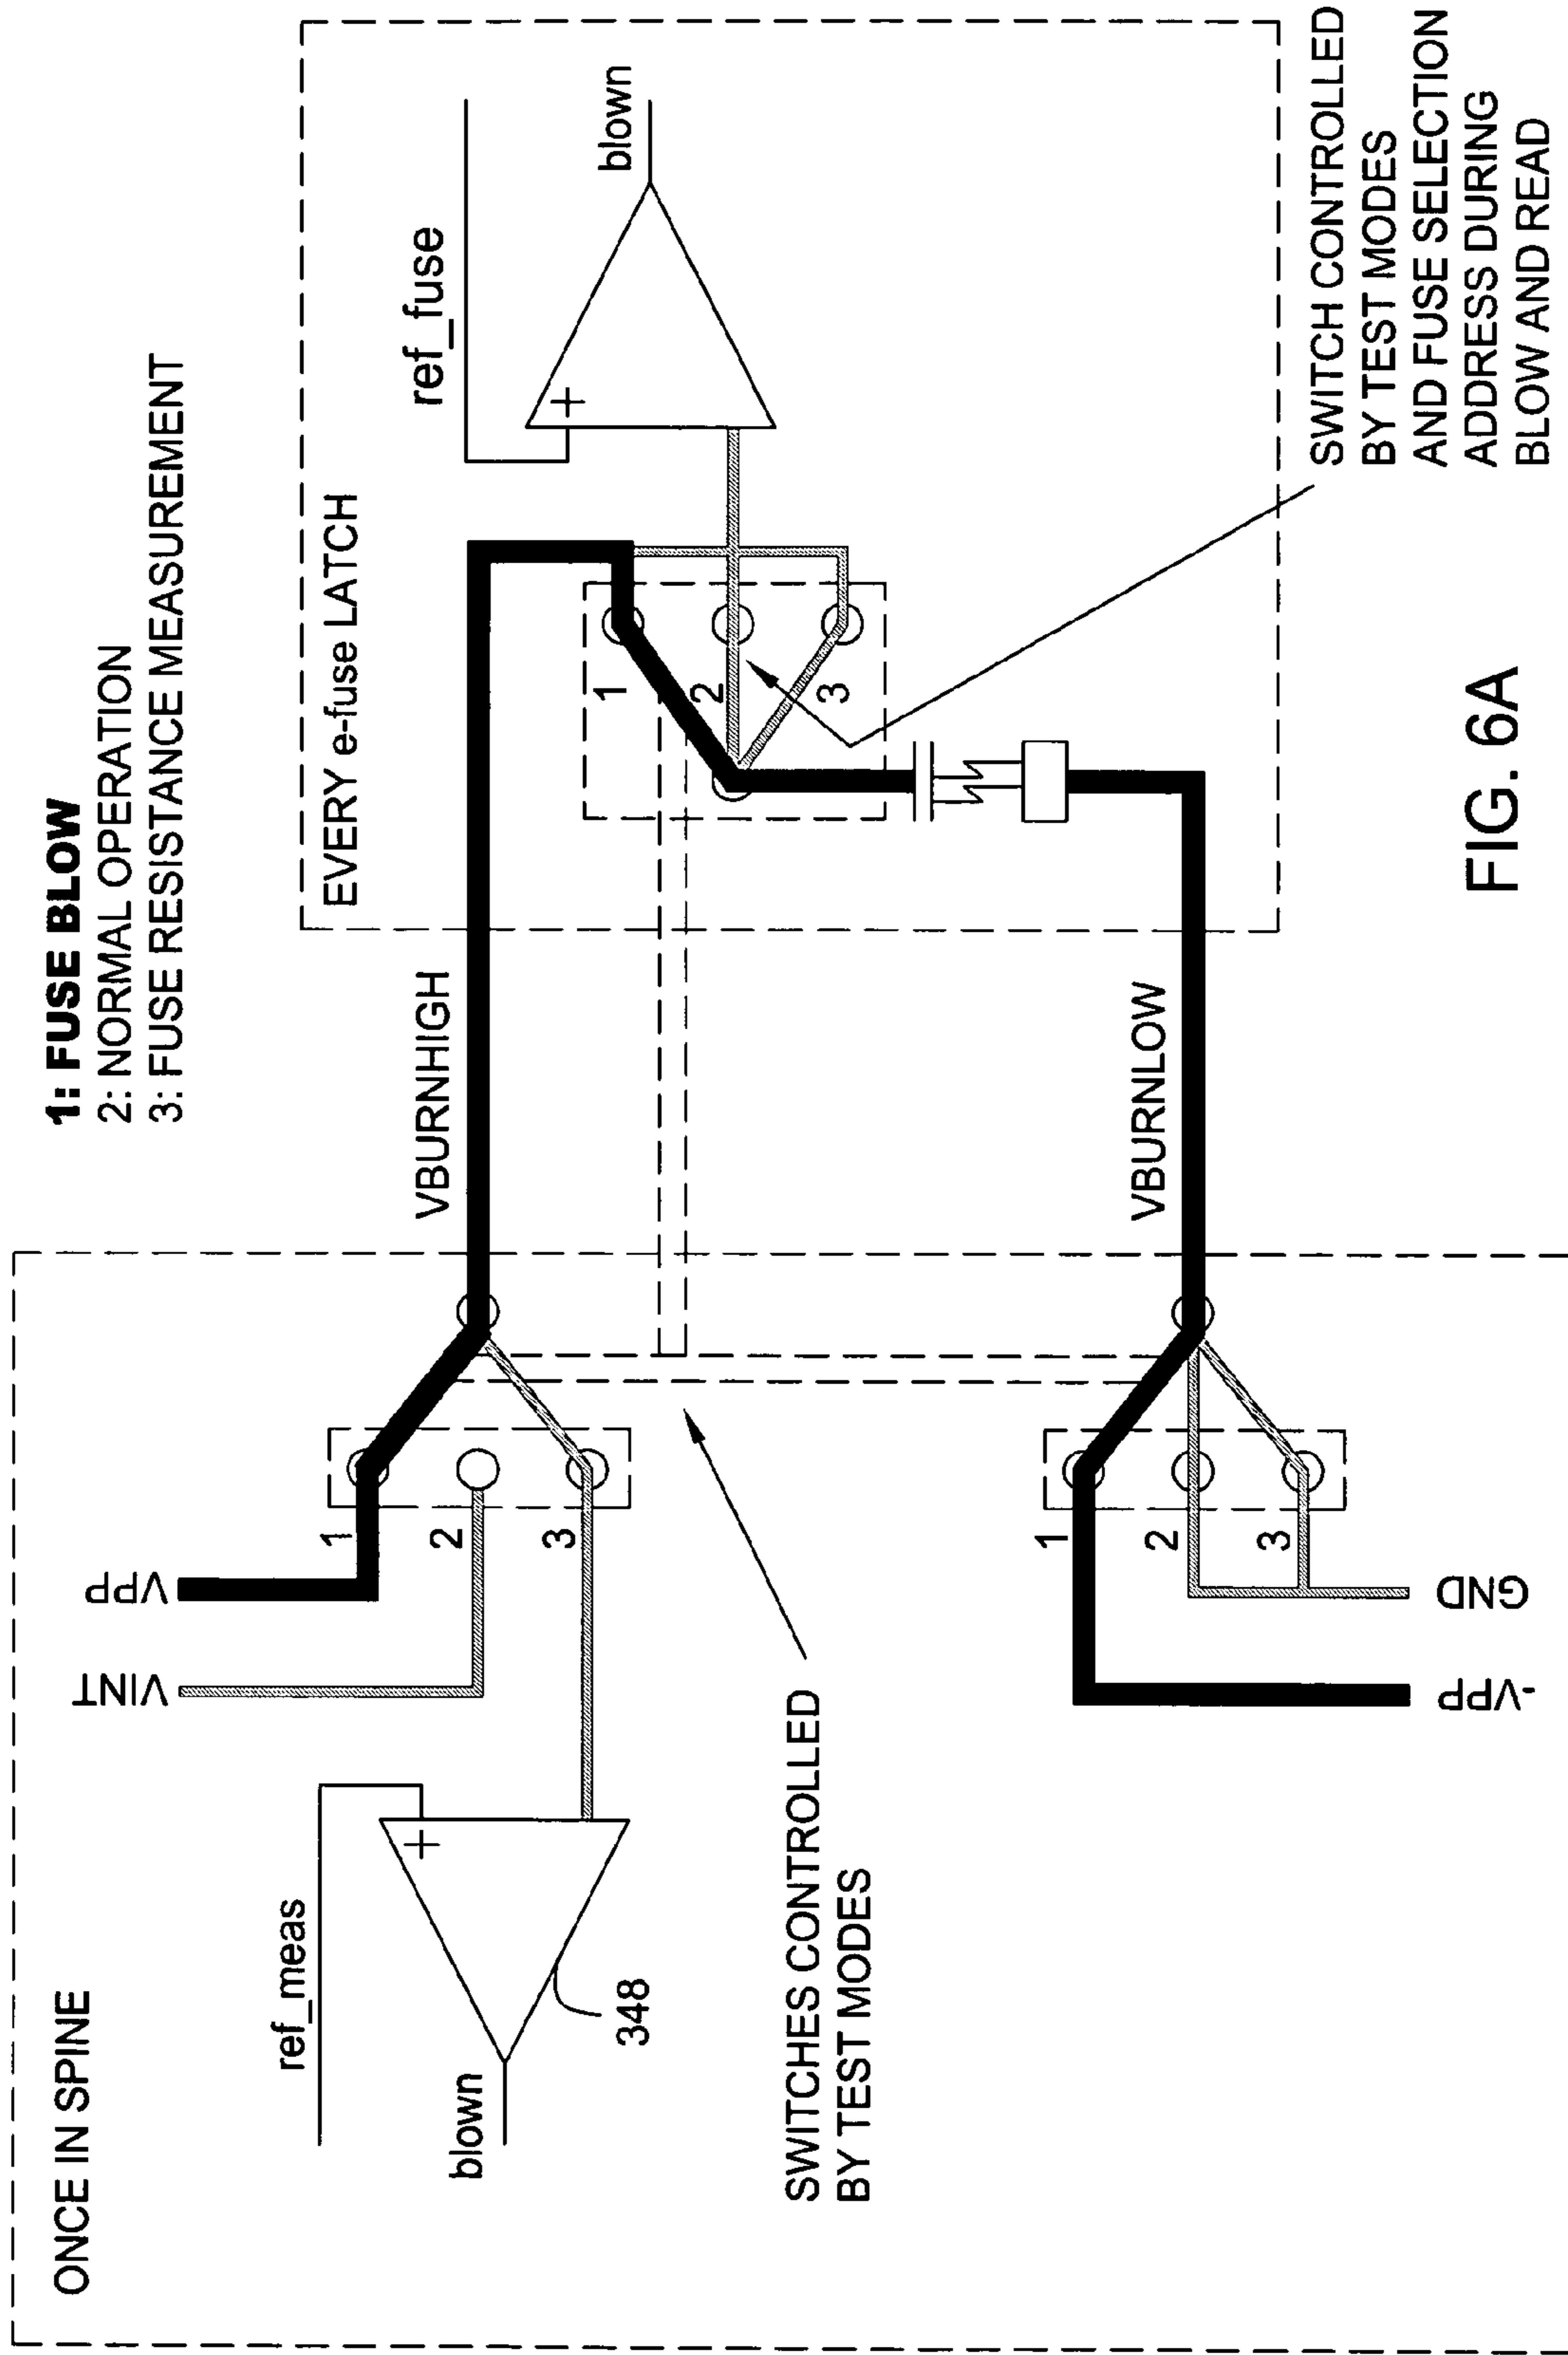 1: FUSE BLOW
2: NORMAL OPERATION
3: FUSE RESISTANCE MEASUREMENT
ONCE IN SPINE
ref_meas
blown
348
VINT
VPP
1
2
3
SWITCHES CONTROLLED
BY TEST MODES
-VPP
GND
1
2
3
VBURNHIGH
VBURNLOW
EVERY e-fuse LATCH
ref_fuse
+
blown
1
2
3
+
SWITCH CONTROLLED
BY TEST MODES
AND FUSE SELECTION
ADDRESS DURING
BLOW AND READ
FIG. 6A